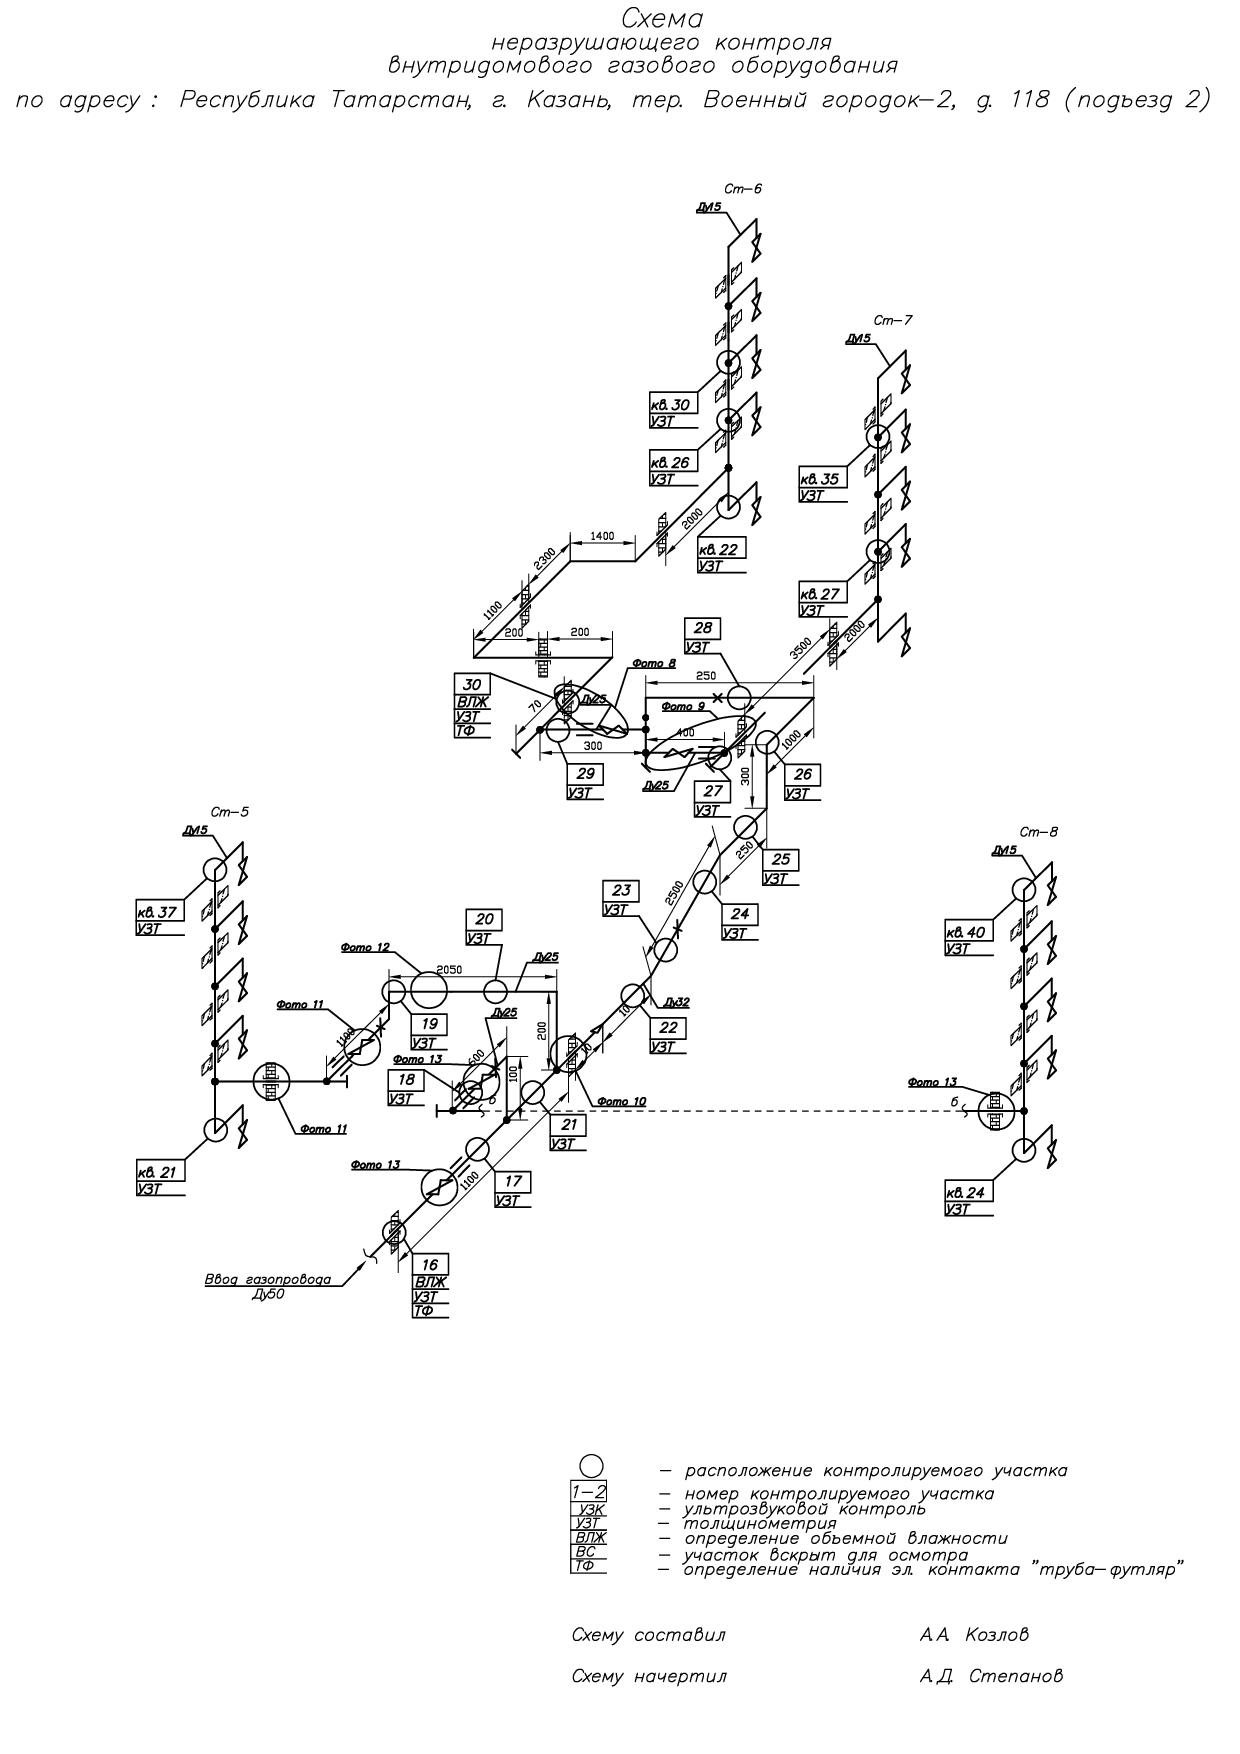 Схема
неразрушающего контроля
внутридомового газового оборудования
по адресу : Республика Татарстан, г. Казань, тер. Военный городок-2, д. 118 (подъезд 2)
Ст-6
Ду15
Ст-7
Ду15
кв. 30
УЗТ
кв. 26
УЗТ
кв. 35
УЗТ
2000
1400
кв. 22
УЗТ
2300
кв. 27
УЗТ
1100
200
200
28
УЗТ
3500
2000
Фото 8
250
30
ВЛЖ
УЗТ
ТФ
Ду25
70
Фото 9
400
300
1000
29
УЗТ
Ду25
27
УЗТ
300
26
УЗТ
Ст-5
Ду15
250
25
УЗТ
Ст-8
Ду15
кв. 37
УЗТ
23
УЗТ
2500
24
УЗТ
20
УЗТ
кв. 40
УЗТ
Фото 12
2050
Ду25
Фото 11
Ду32
Ду25
1100
19
УЗТ
200
22
УЗТ
Фото 13
600
100
18
УЗТ
б
Фото 10
Фото 13
б
Фото 11
21
УЗТ
Фото 13
1100
17
УЗТ
кв. 21
УЗТ
кв. 24
УЗТ
16
ВЛЖ
УЗТ
ТФ
Ввод газопровода
Ду50
– расположение контролируемого участка
1-2 – номер контролируемого участка
УЗК – ультрозвуковой контроль
УЗТ – толщинометрия
ВЛЖ – определение объемной влажности
ВС – участок вскрыт для осмотра
ТФ – определение наличия эл. контакта "труба-футляр"
Схему составил А.А. Козлов
Схему начертил А.Д. Степанов